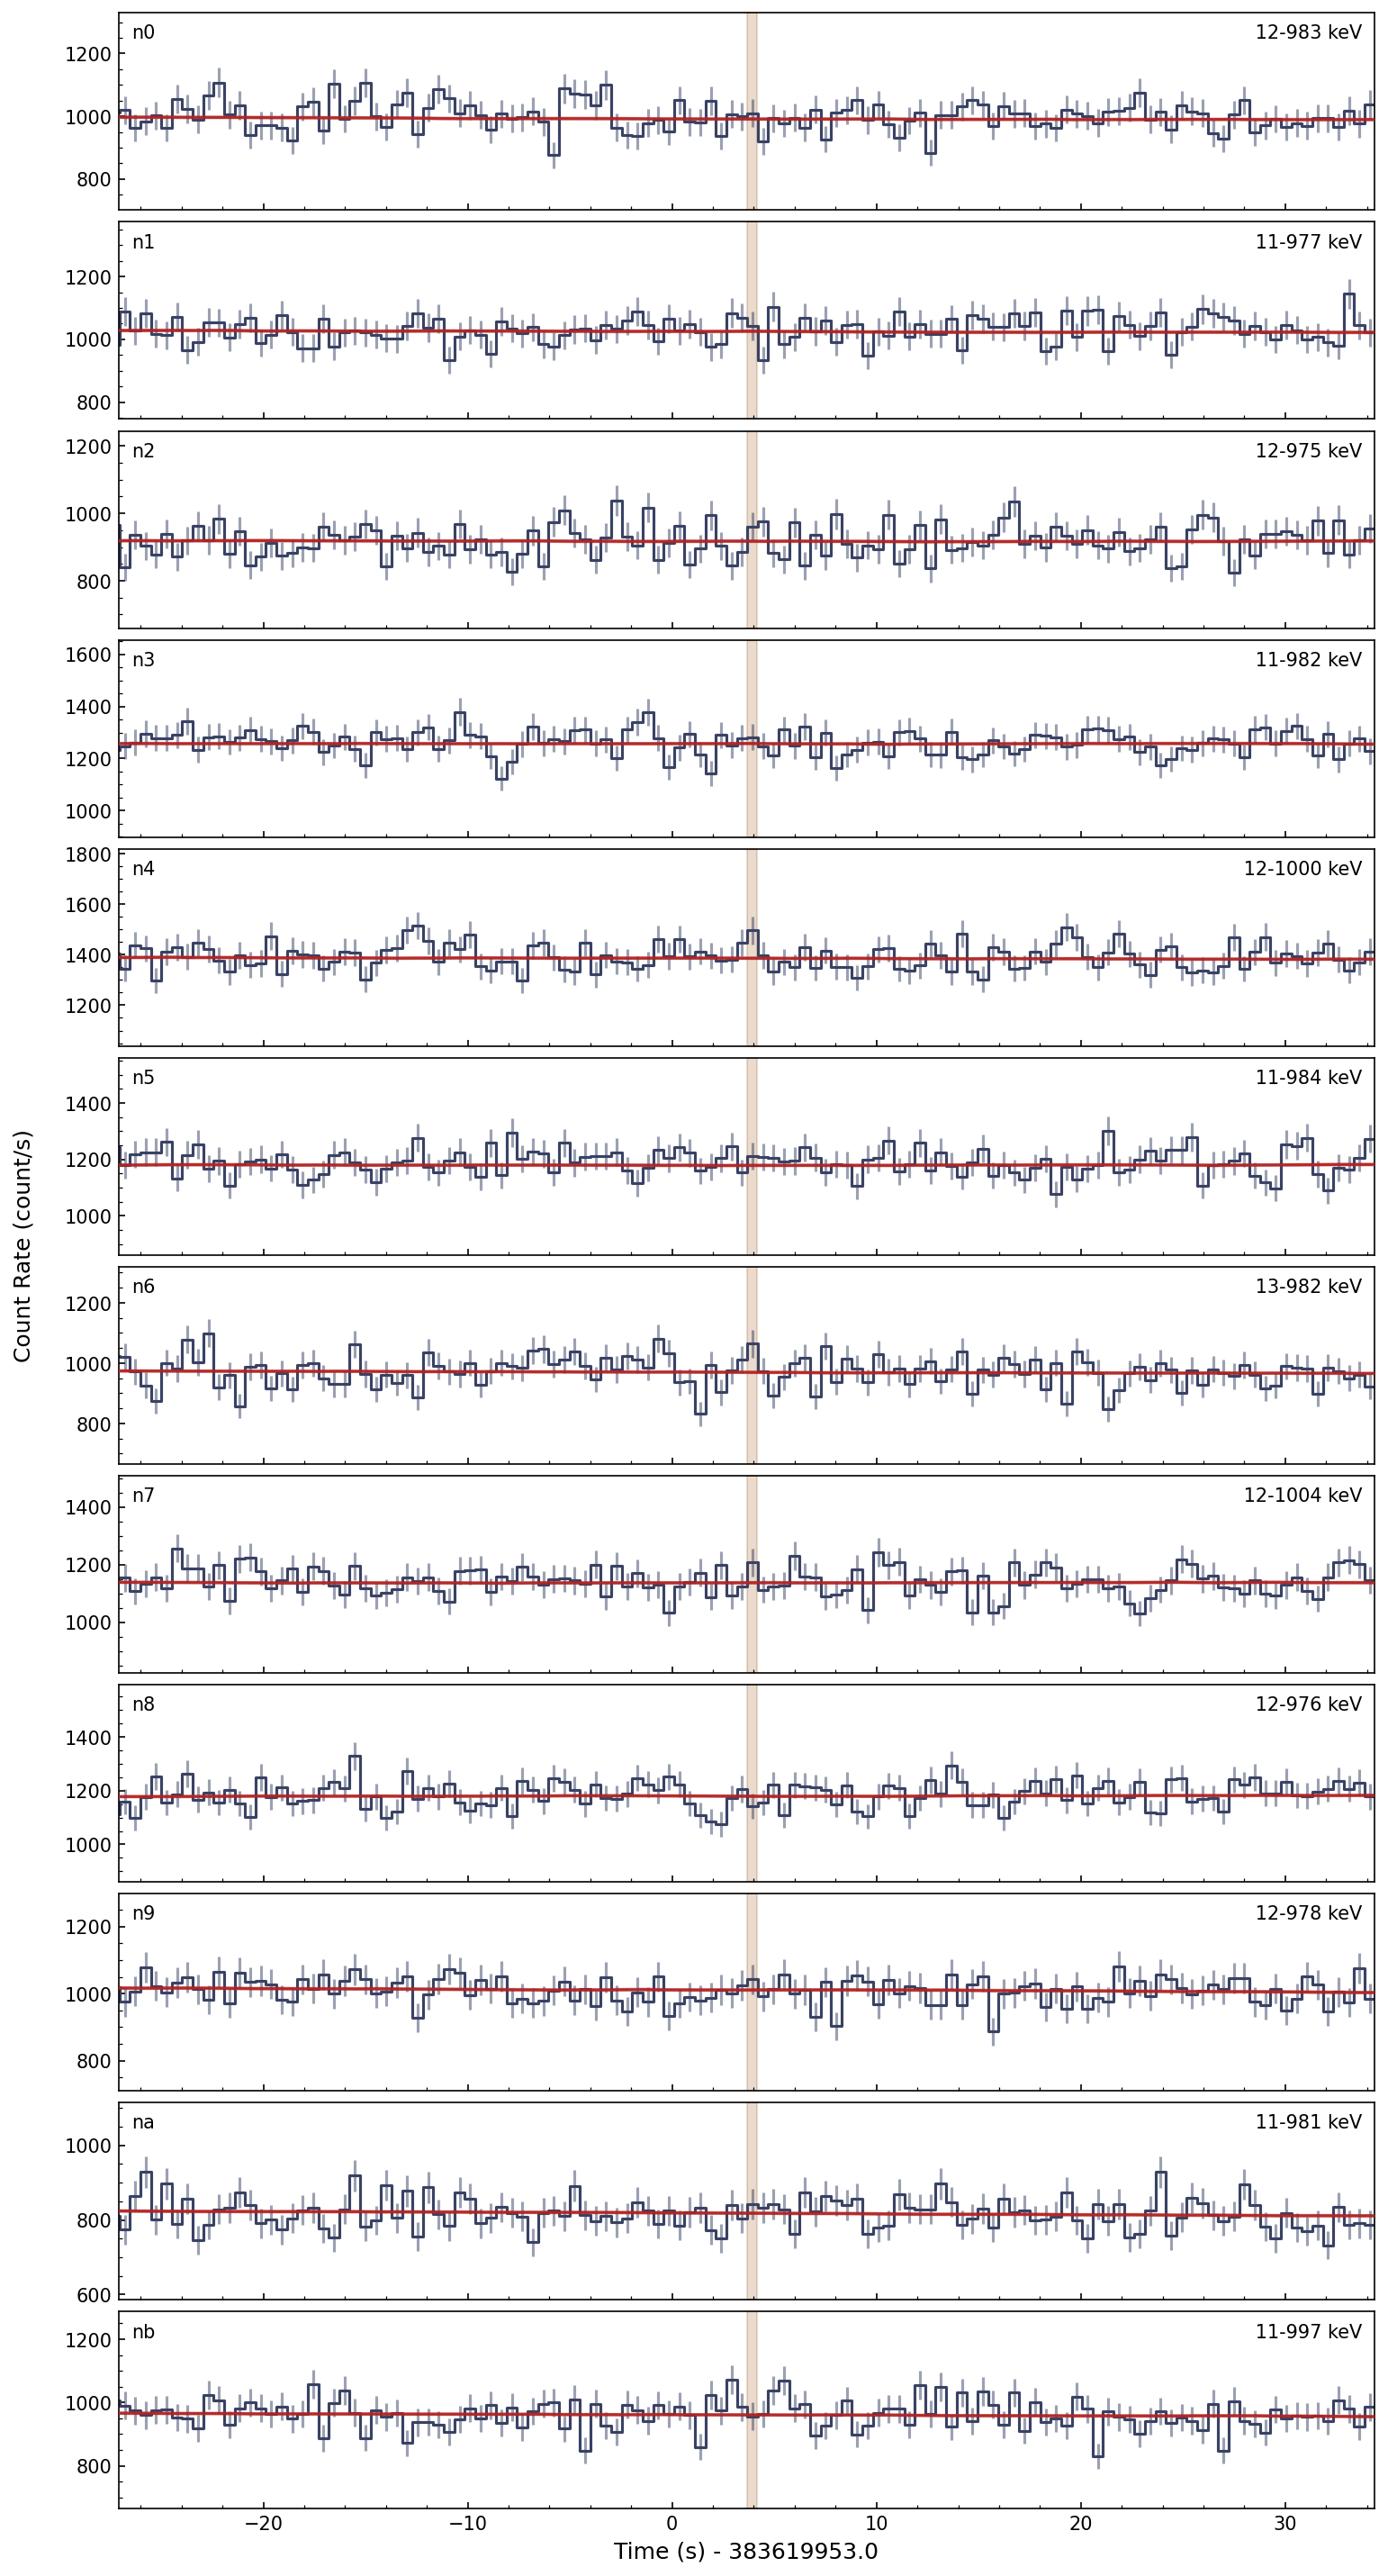 n0 12-983 keV
1200
1000
800
n1 11-977 keV
1200
1000
800
n2 12-975 keV
1200
1000
800
n3 11-982 keV
1600
1400
1200
1000
n4 12-1000 keV
1800
1600
1400
1200
n5 11-984 keV
1400
1200
1000
n6 13-982 keV
1200
1000
800
n7 12-1004 keV
1400
1200
1000
n8 12-976 keV
1400
1200
1000
n9 12-978 keV
1200
1000
800
na 11-981 keV
1000
800
600
nb 11-997 keV
1200
1000
800
−20 −10 0 10 20 30
Time (s) - 383619953.0
Count Rate (count/s)